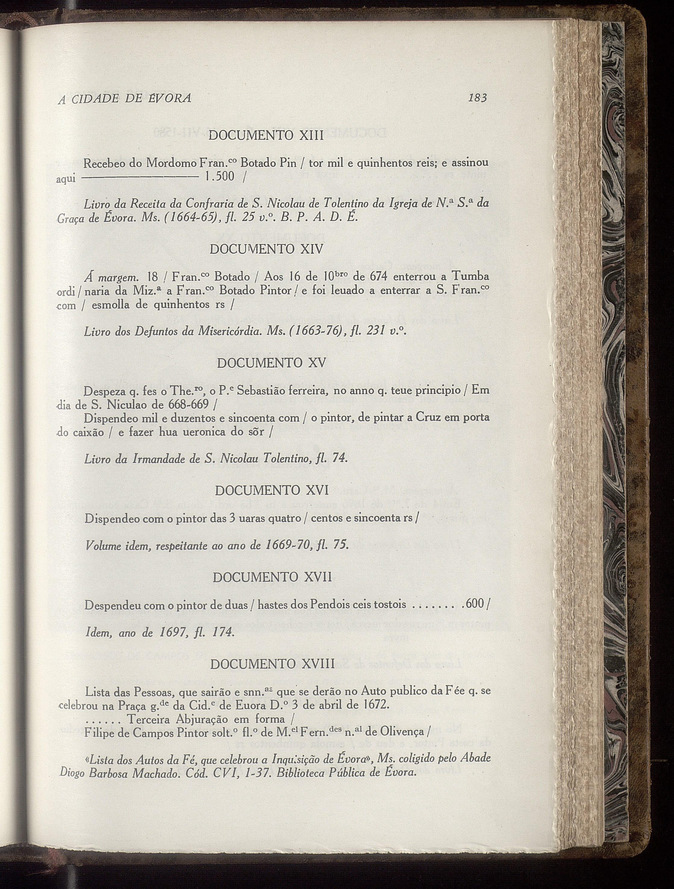 A CIDADE DE ÉVORA 183
DOCUMENTO XIII
Recebeo do Mordomo Fran.ᶜᵒ Botado Pin / tor mil e quinhentos reis; e assinou
aqui ——————— 1.500 /
Livro da Receita da Confraria de S. Nicolau de Tolentino da Igreja de N.ª S.ª da
Graça de Évora. Ms. (1664-65), fl. 25 v.º. B. P. A. D. É.
DOCUMENTO XIV
Á margem. 18 / Fran.ᶜᵒ Botado / Aos 16 de 10ᵇʳᵒ de 674 enterrou a Tumba
ordi / naria da Miz.ª a Fran.ᶜᵒ Botado Pintor / e foi leuado a enterrar a S. Fran.ᶜᵒ
com / esmolla de quinhentos rs /
Livro dos Defuntos da Misericórdia. Ms. (1663-76), fl. 231 v.º.
DOCUMENTO XV
Despeza q. fes o The.ʳᵒ, o P.ᵉ Sebastião ferreira, no anno q. teue principio / Em
dia de S. Niculao de 668-669 /
Dispendeo mil e duzentos e sincoenta com / o pintor, de pintar a Cruz em porta
do caixão / e fazer hua ueronica do sõr /
Livro da Irmandade de S. Nicolau Tolentino, fl. 74.
DOCUMENTO XVI
Dispendeo com o pintor das 3 uaras quatro / centos e sincoenta rs /
Volume idem, respeitante ao ano de 1669-70, fl. 75.
DOCUMENTO XVII
Despendeu com o pintor de duas / hastes dos Pendois ceis tostois . . . . . . . .600 /
Idem, ano de 1697, fl. 174.
DOCUMENTO XVIII
Lista das Pessoas, que sairão e snn.ᵃˢ que se derão no Auto publico da Fée q. se
celebrou na Praça g.ᵈᵉ da Cid.ᵉ de Euora D.º 3 de abril de 1672.
. . . . . . Terceira Abjuração em forma /
Filipe de Campos Pintor solt.º fl.º de M.ᵉˡ Fern.ᵈᵉˢ n.ᵃˡ de Olivença /
«Lista dos Autos da Fé, que celebrou a Inquisição de Évora», Ms. coligido pelo Abade
Diogo Barbosa Machado. Cód. CVI, 1-37. Biblioteca Pública de Évora.